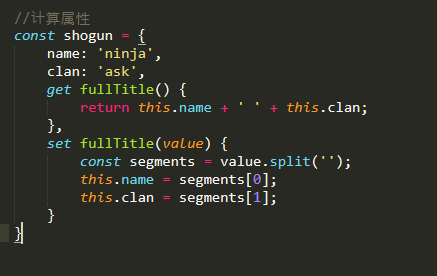 //计算属性
const shogun = {
    name: 'ninja',
    clan: 'ask',
    get fullTitle() {
        return this.name + ' ' + this.clan;
    },
    set fullTitle(value) {
        const segments = value.split('');
        this.name = segments[0];
        this.clan = segments[1];
    }
}